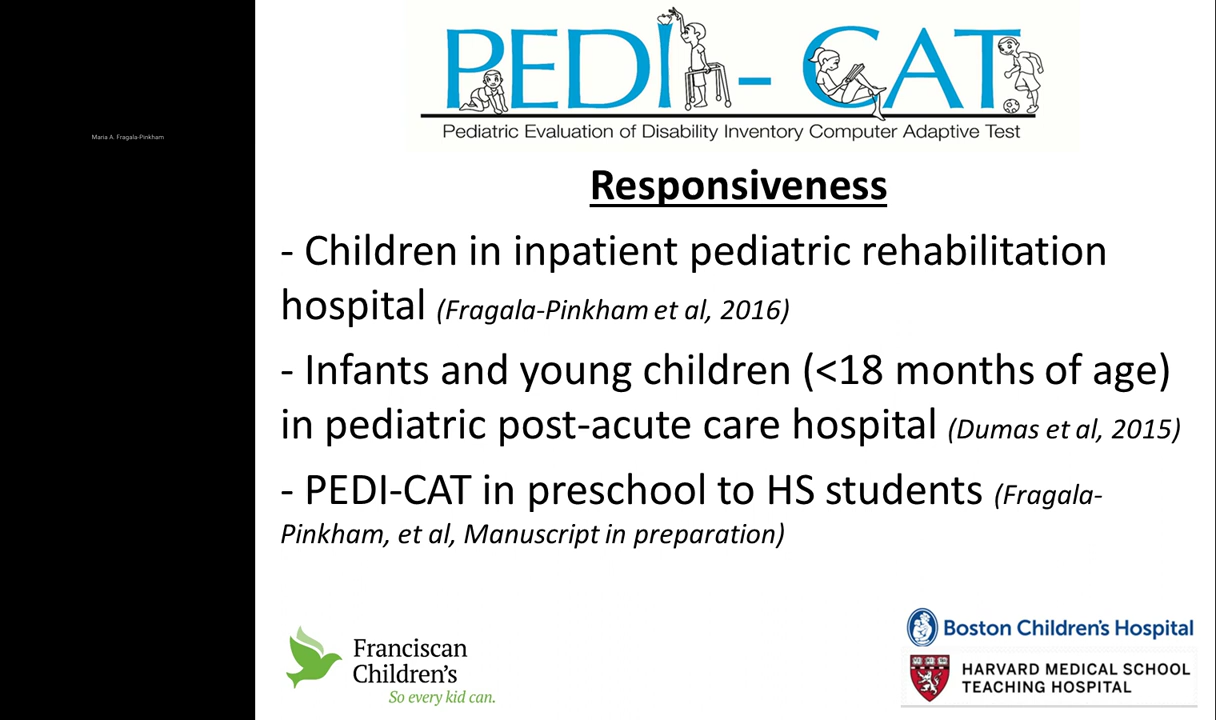 Maria A. Fragala-Pinkham
PEDI - CAT
Pediatric Evaluation of Disability Inventory Computer Adaptive Test
Responsiveness
- Children in inpatient pediatric rehabilitation
hospital (Fragala-Pinkham et al, 2016)
- Infants and young children (<18 months of age)
in pediatric post-acute care hospital (Dumas et al, 2015)
- PEDI-CAT in preschool to HS students (Fragala-
Pinkham, et al, Manuscript in preparation)
Franciscan
Children's
So every kid can.
Boston Children's Hospital
HARVARD MEDICAL SCHOOL
TEACHING HOSPITAL